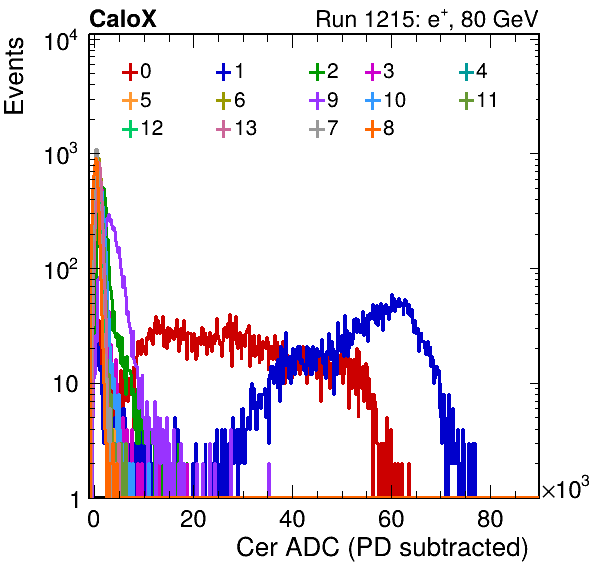 CaloX Run 1215: e⁺, 80 GeV
Events
10⁴
0 1 2 3 4
5 6 9 10 11
12 13 7 8
10³
10²
10
1
0 20 40 60 80 ×10³
Cer ADC (PD subtracted)